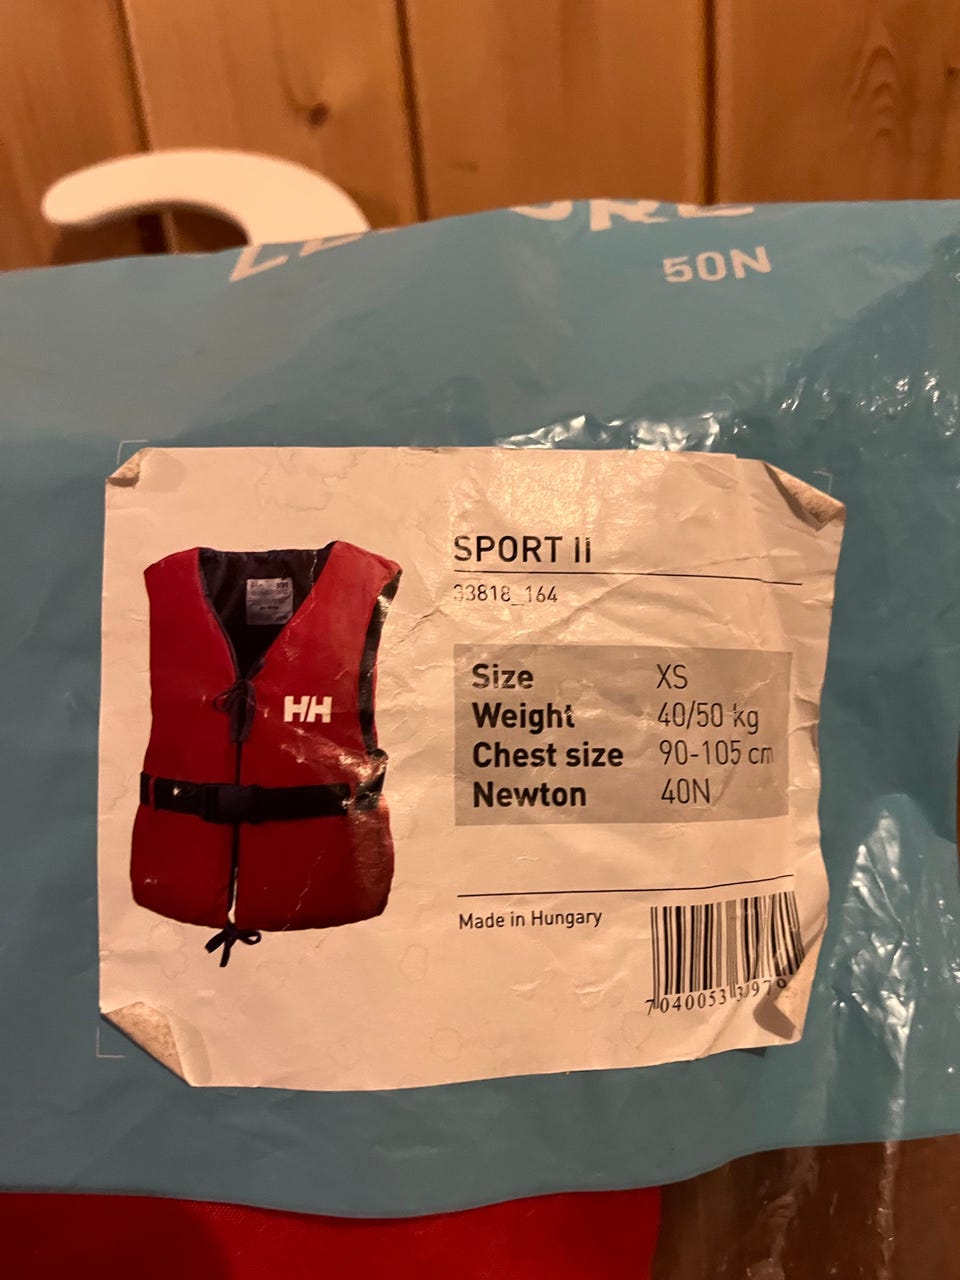 50N
SPORT II
33818_164
Size XS
Weight 40/50 kg
Chest size 90-105 cm
Newton 40N
HH
Made in Hungary